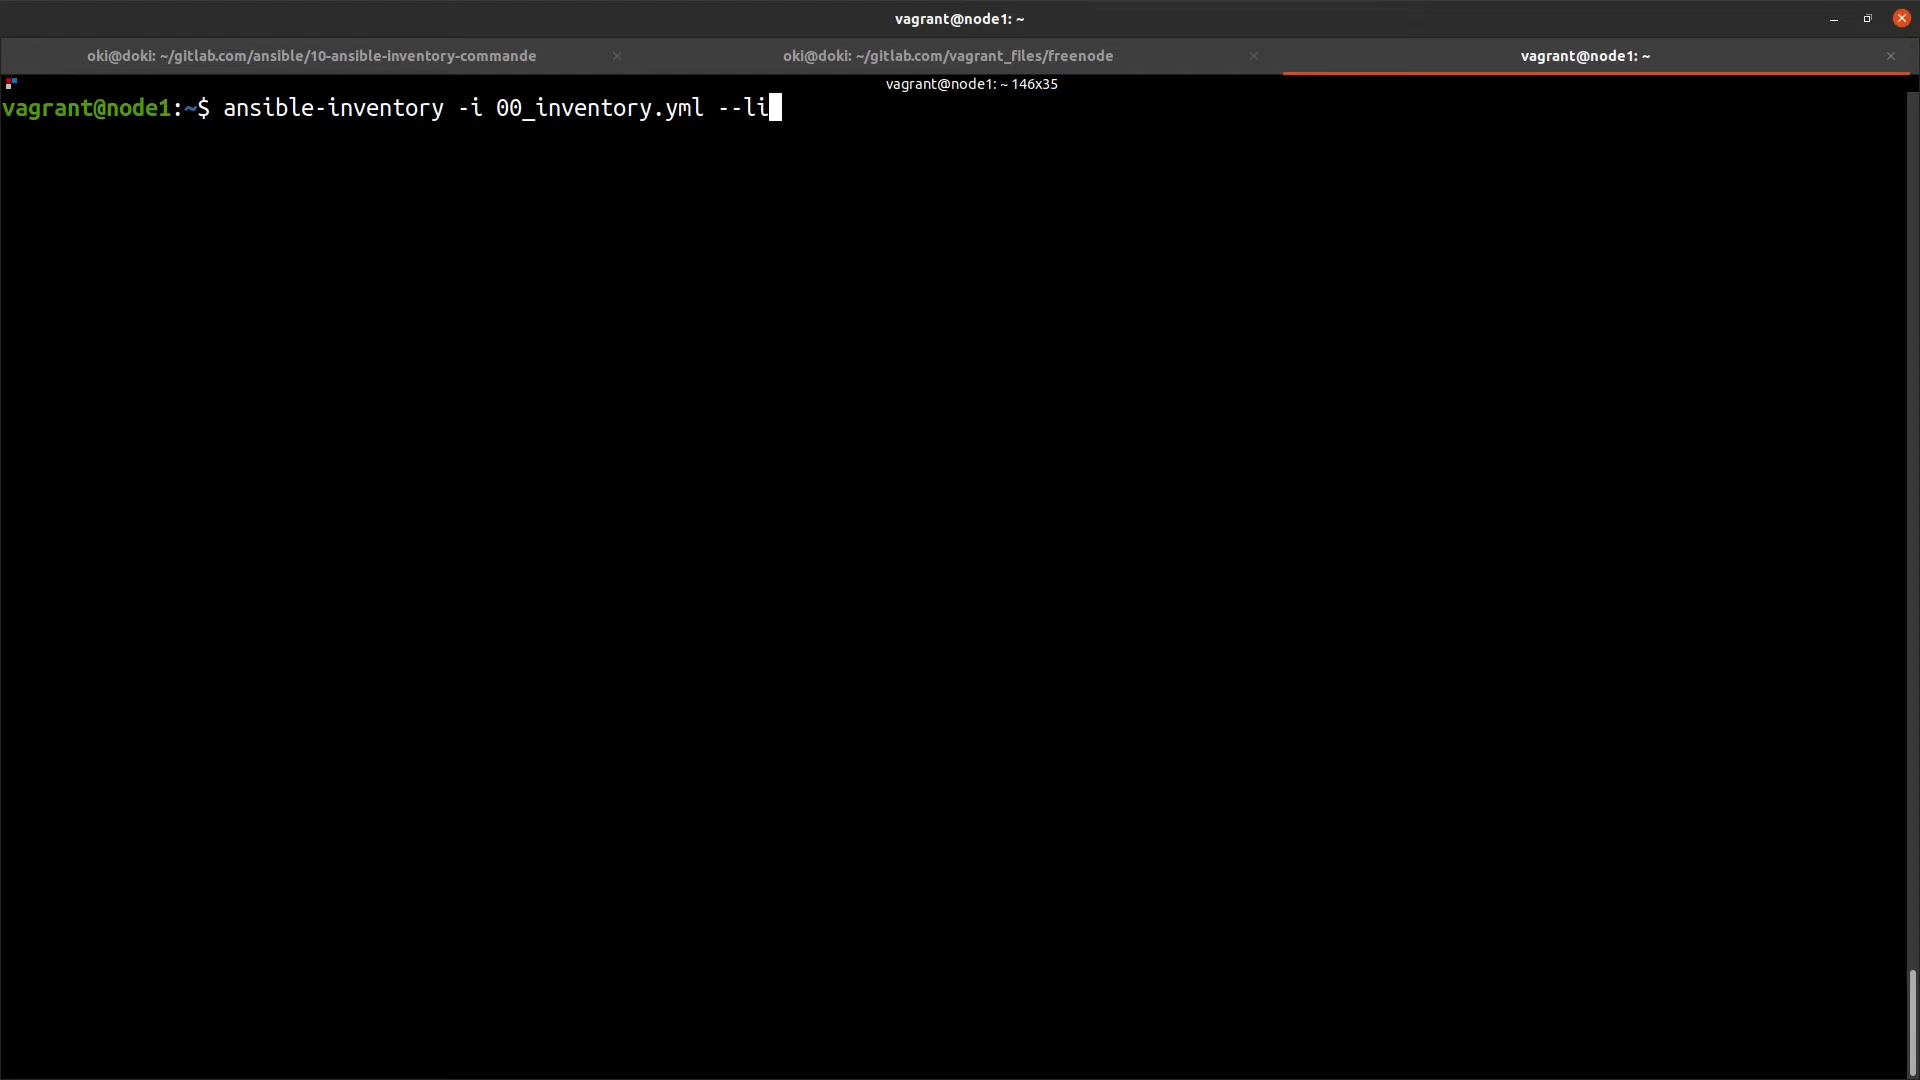 vagrant@node1: ~
oki@doki: ~/gitlab.com/ansible/10-ansible-inventory-commande
oki@doki: ~/gitlab.com/vagrant_files/freenode
vagrant@node1: ~
vagrant@node1: ~ 146x35
vagrant@node1:~$ ansible-inventory -i 00_inventory.yml --li